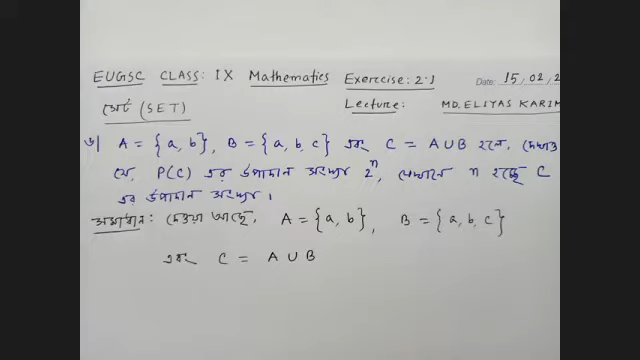 EUGSC CLASS: IX Mathematics Exercise: 2.1 Date: 15, 02, 2
সেট (SET) Lecture: MD. ELIYAS KARIM
৬| A = {a, b}, B = {a, b, c} এবং C = A∪B হলে, দেখাও
যে, P(C) এর উপাদান সংখ্যা 2ⁿ, যেখানে n হচ্ছে C
এর উপাদান সংখ্যা।
সমাধান: দেওয়া আছে, A = {a, b}, B = {a, b, c}
এবং C = A ∪ B